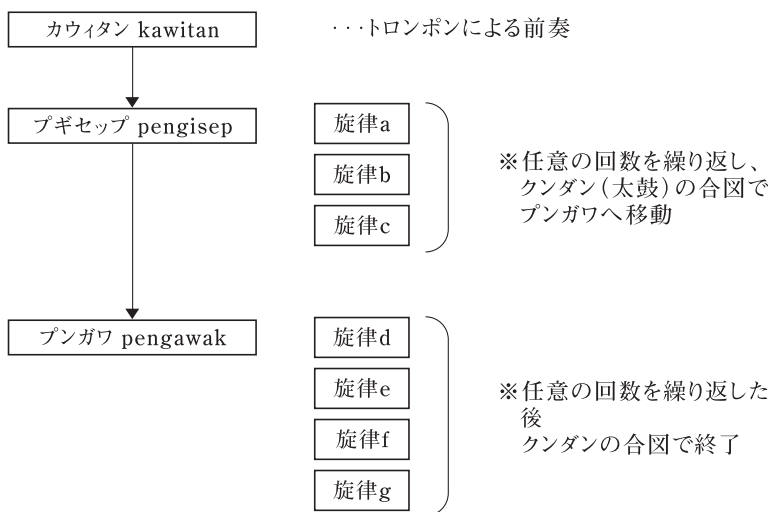 カウィタン kawitan
・・・トロンポンによる前奏
プギセップ pengisep
旋律a
旋律b
旋律c
※任意の回数を繰り返し、
クンダン(太鼓)の合図で
プンガワへ移動
プンガワ pengawak
旋律d
旋律e
旋律f
旋律g
※任意の回数を繰り返した
後
クンダンの合図で終了